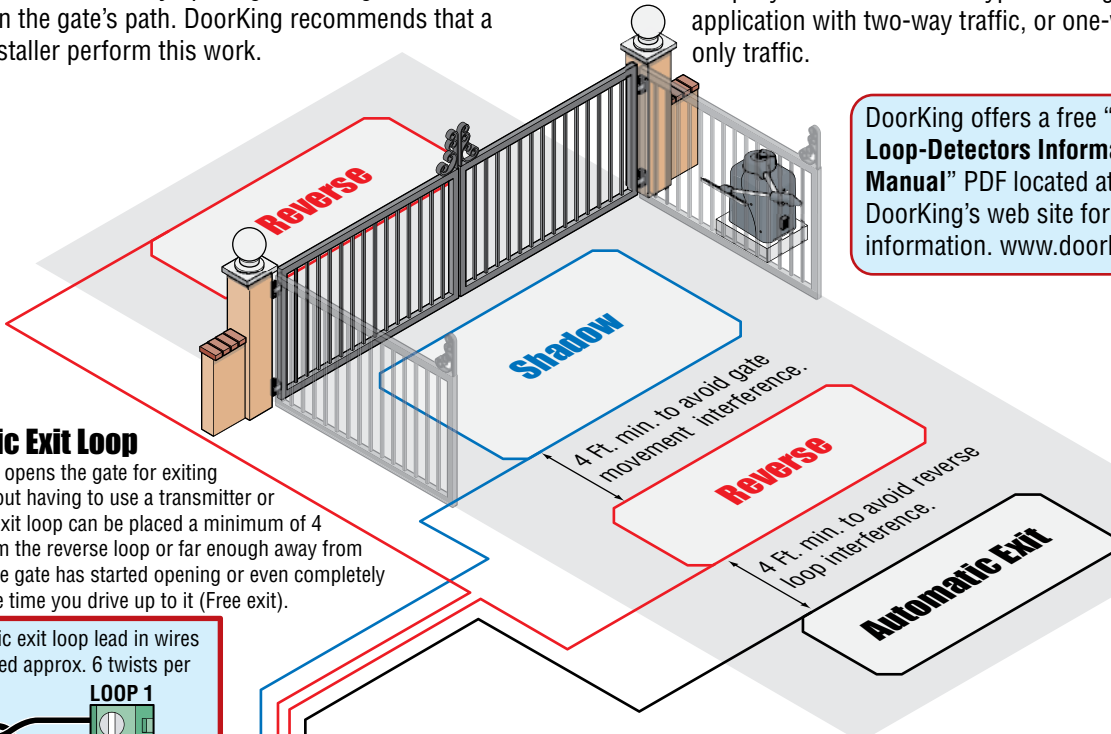 n the gate's path. DoorKing recommends that a
staller perform this work.
application with two-way traffic, or one-
only traffic.
DoorKing offers a free "
Loop-Detectors Informa
Manual" PDF located at
DoorKing's web site for
information. www.door
Reverse
Shadow
4 Ft. min. to avoid gate
movement interference.
Reverse
4 Ft. min. to avoid reverse
loop interference.
Automatic Exit
ic Exit Loop
opens the gate for exiting
out having to use a transmitter or
exit loop can be placed a minimum of 4
m the reverse loop or far enough away from
e gate has started opening or even completely
e time you drive up to it (Free exit).
ic exit loop lead in wires
ed approx. 6 twists per
LOOP 1